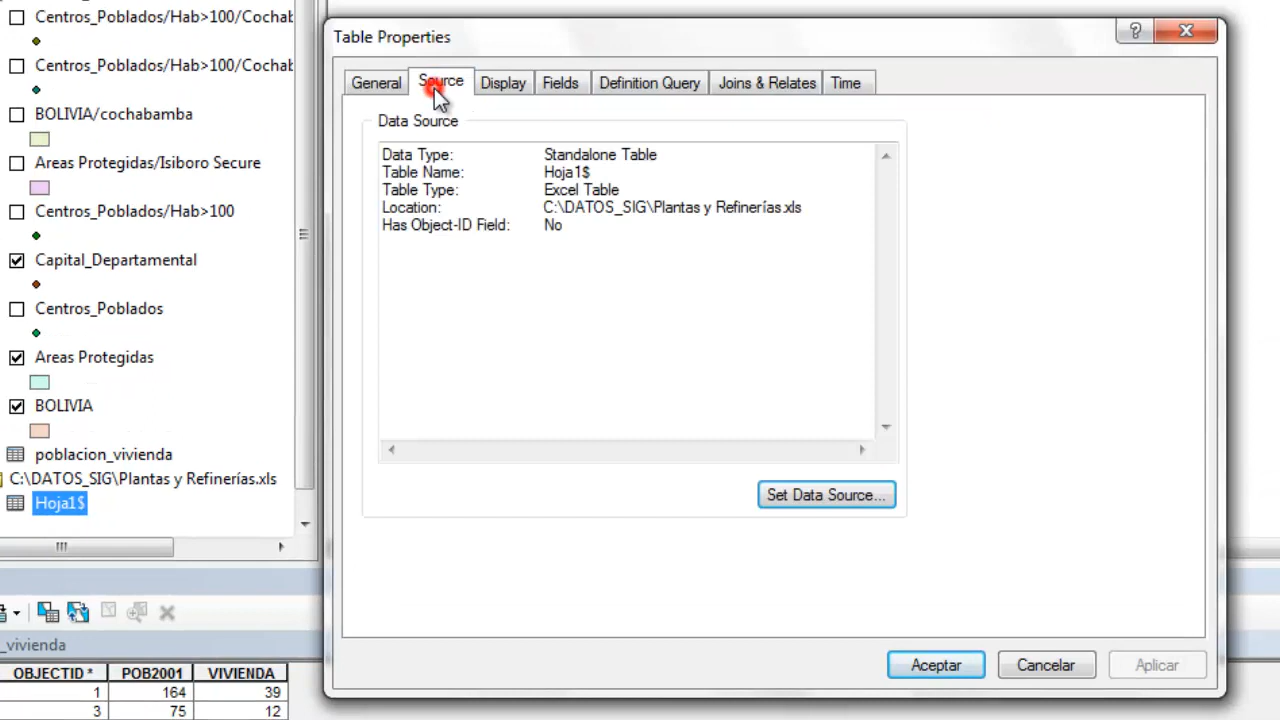 Centros_Poblados/Hab>100/Cochab
Centros_Poblados/Hab>100/Cochab
BOLIVIA/cochabamba
Areas Protegidas/Isiboro Secure
Centros_Poblados/Hab>100
Capital_Departamental
Centros_Poblados
Areas Protegidas
BOLIVIA
poblacion_vivienda
C:\DATOS_SIG\Plantas y Refinerías.xls
Hoja1$
_vivienda
OBJECTID * POB2001 VIVIENDA
1 164 39
3 75 12
Table Properties
General Source Display Fields Definition Query Joins & Relates Time
Data Source
Data Type: Standalone Table
Table Name: Hoja1$
Table Type: Excel Table
Location: C:\DATOS_SIG\Plantas y Refinerías.xls
Has Object-ID Field: No
Set Data Source...
Aceptar Cancelar Aplicar